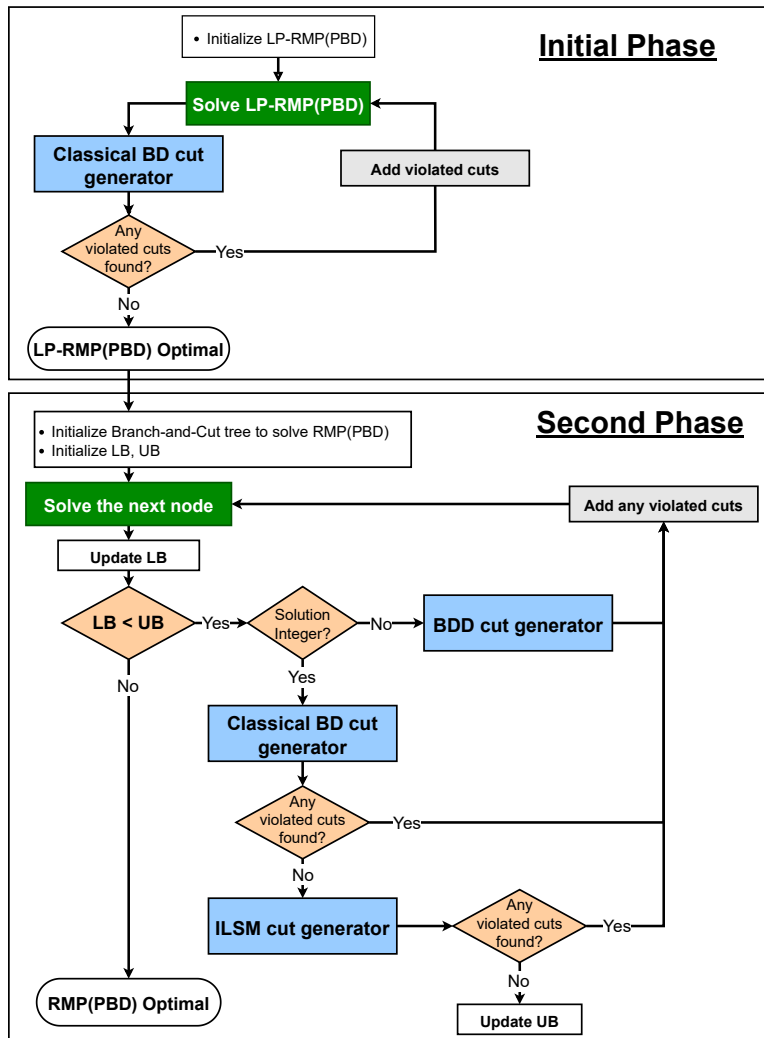 Initial Phase
• Initialize LP-RMP(PBD)
Solve LP-RMP(PBD)
Classical BD cut
generator
Add violated cuts
Any
violated cuts
found?
Yes
No
LP-RMP(PBD) Optimal
Second Phase
• Initialize Branch-and-Cut tree to solve RMP(PBD)
• Initialize LB, UB
Solve the next node
Add any violated cuts
Update LB
LB < UB
Yes
Solution
Integer?
No
BDD cut generator
No
Yes
Classical BD cut
generator
Any
violated cuts
found?
Yes
No
ILSM cut generator
Any
violated cuts
found?
Yes
No
RMP(PBD) Optimal
Update UB